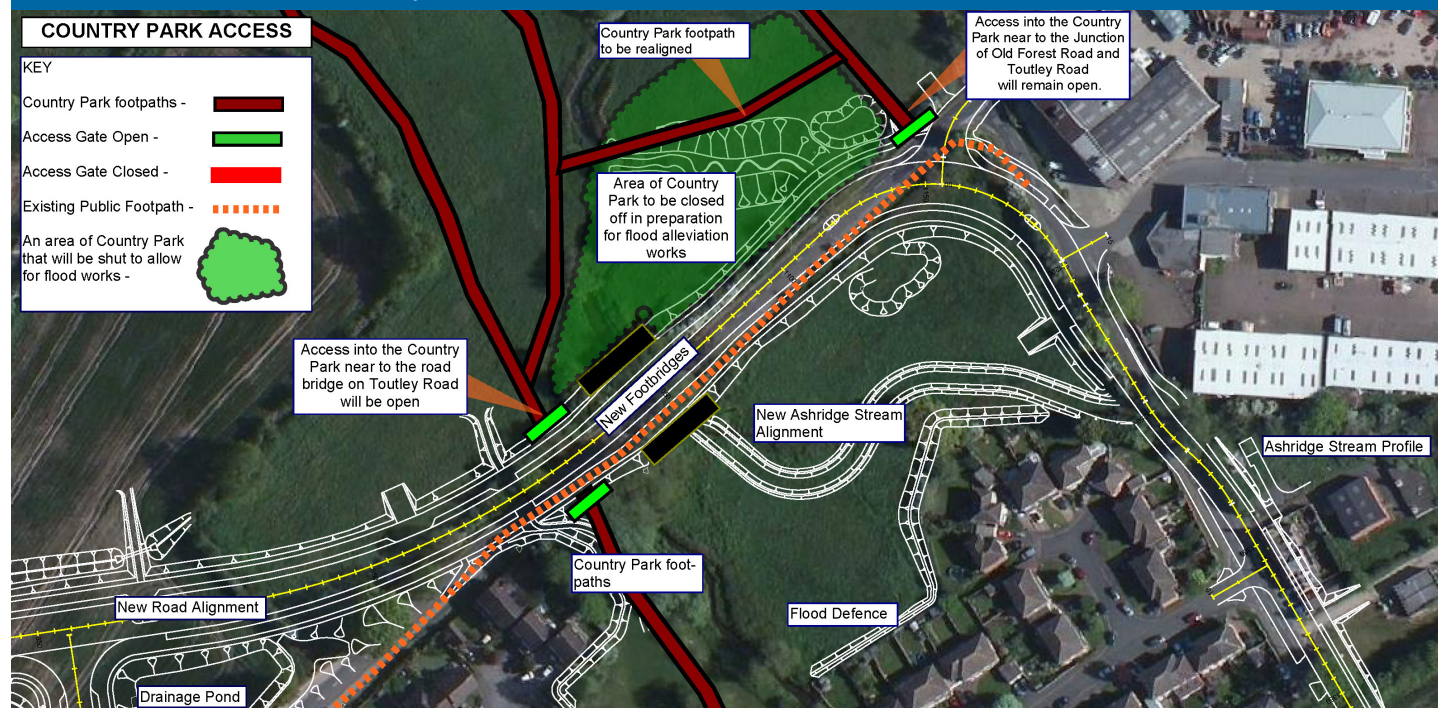 COUNTRY PARK ACCESS
KEY
Country Park footpaths -
Access Gate Open -
Access Gate Closed -
Existing Public Footpath -
An area of Country Park
that will be shut to allow
for flood works -
Country Park footpath
to be realigned
Access into the Country
Park near to the Junction
of Old Forest Road and
Toutley Road
will remain open.
Area of Country
Park to be closed
off in preparation
for flood alleviation
works
Access into the Country
Park near to the road
bridge on Toutley Road
will be open
New Footbridges
New Ashridge Stream
Alignment
Ashridge Stream Profile
Country Park foot-
paths
New Road Alignment
Flood Defence
Drainage Pond